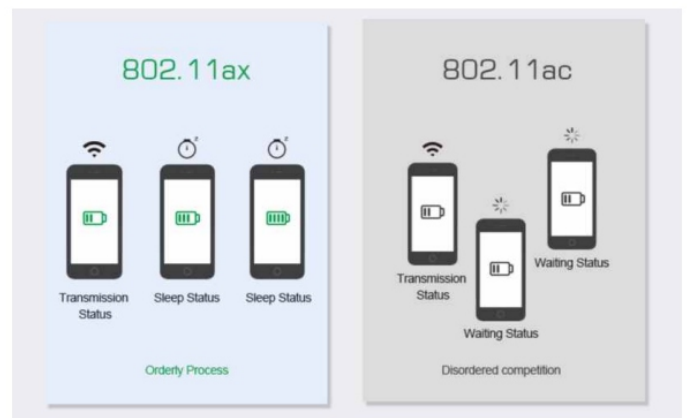 802.11ax
Transmission
Status
Sleep Status
Sleep Status
Orderly Process
802.11ac
Transmission
Status
Waiting Status
Waiting Status
Disordered competition